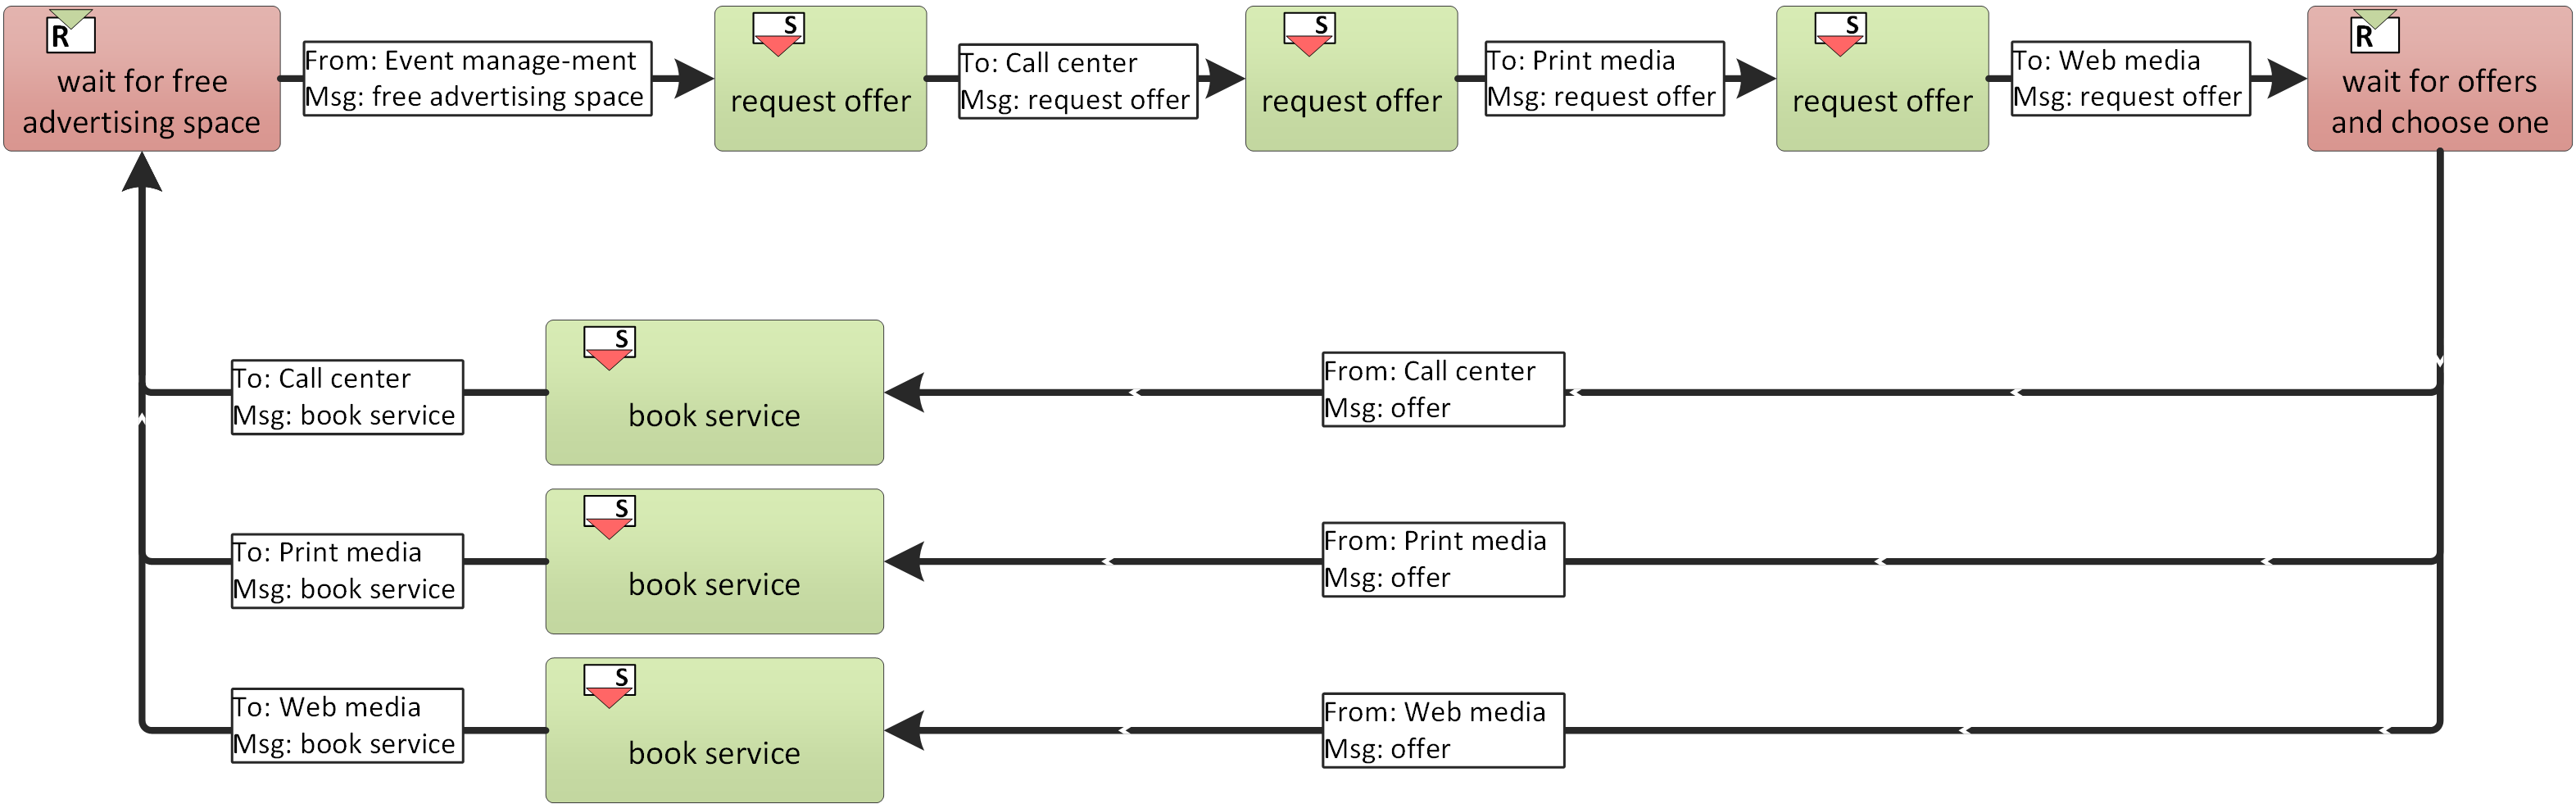 R
wait for free
advertising space
From: Event manage-ment
Msg: free advertising space
S
request offer
To: Call center
Msg: request offer
S
request offer
To: Print media
Msg: request offer
S
request offer
To: Web media
Msg: request offer
R
wait for offers
and choose one
To: Call center
Msg: book service
S
book service
From: Call center
Msg: offer
To: Print media
Msg: book service
S
book service
From: Print media
Msg: offer
To: Web media
Msg: book service
S
book service
From: Web media
Msg: offer